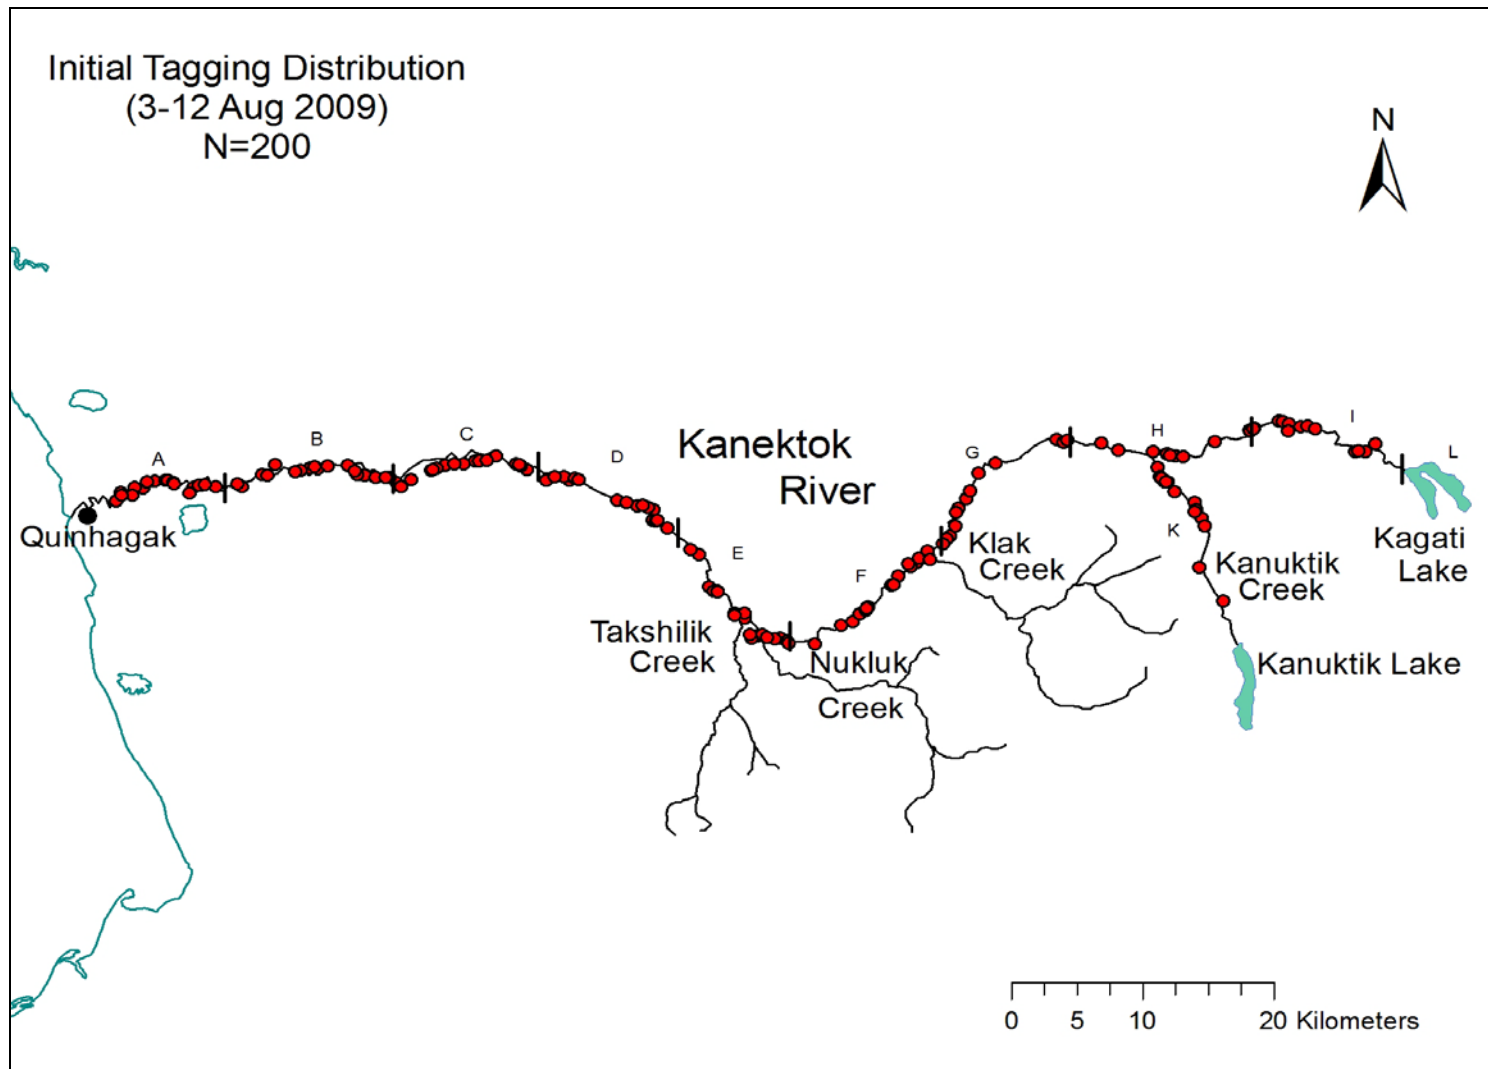 Initial Tagging Distribution
(3-12 Aug 2009)
N=200
N
A
B
C
D
E
F
G
H
I
L
K
Kanektok
River
Quinhagak
Klak
Creek
Kanuktik
Creek
Kagati
Lake
Takshilik
Creek
Nukluk
Creek
Kanuktik Lake
0 5 10 20 Kilometers